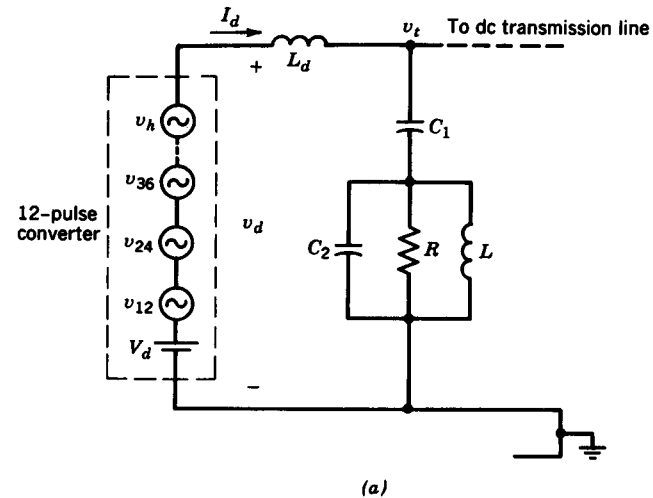 I_d
v_t
To dc transmission line
+
L_d
v_h
C_1
v_36
12-pulse
converter
v_d
v_24
C_2
R
L
v_12
V_d
−
(a)